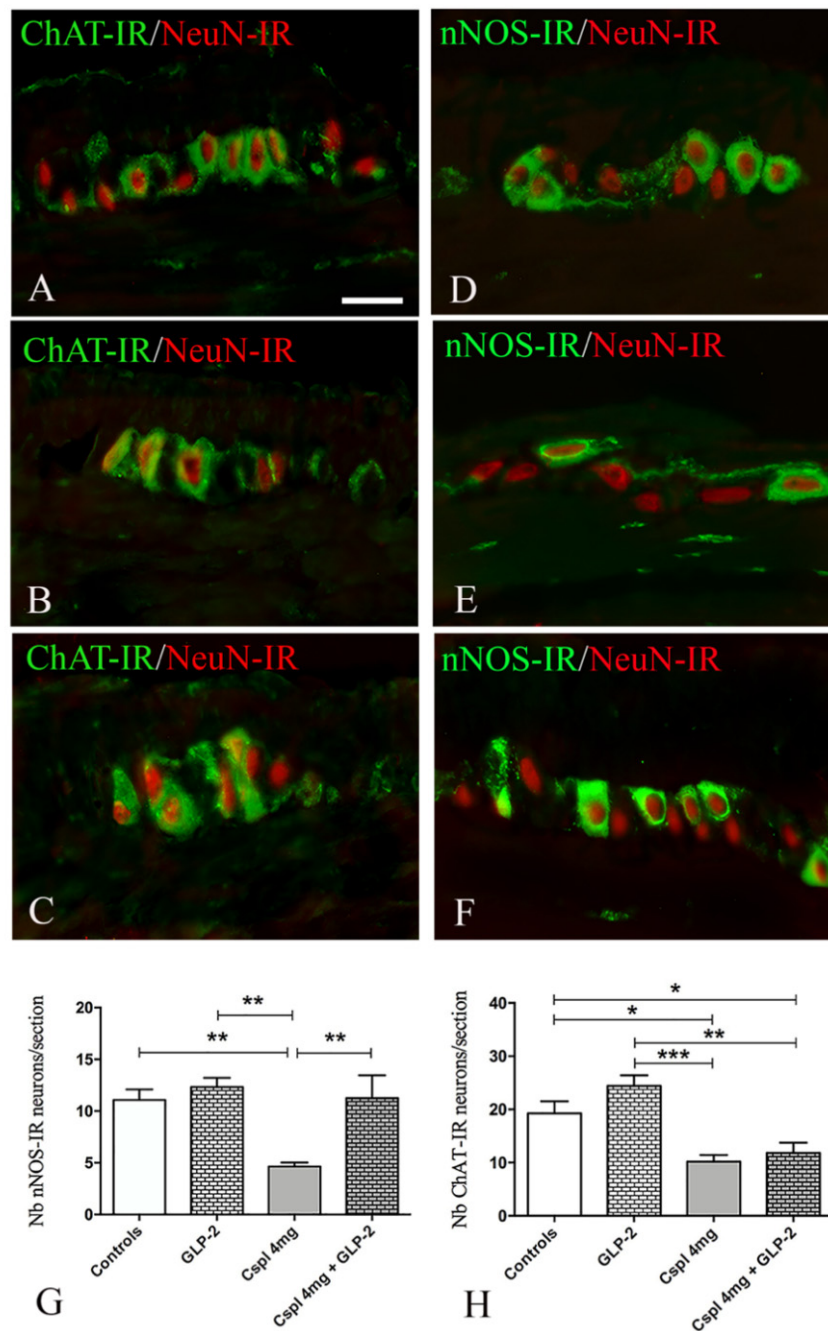 ChAT-IR/NeuN-IR
A
nNOS-IR/NeuN-IR
D
ChAT-IR/NeuN-IR
B
nNOS-IR/NeuN-IR
E
ChAT-IR/NeuN-IR
C
nNOS-IR/NeuN-IR
F
Nb nNOS-IR neurons/section
20
15
10
5
0
**
**
**
Controls
GLP-2
Cspl 4mg
Cspl 4mg + GLP-2
G
Nb ChAT-IR neurons/section
40
30
20
10
0
*
*
**
***
Controls
GLP-2
Cspl 4mg
Cspl 4mg + GLP-2
H